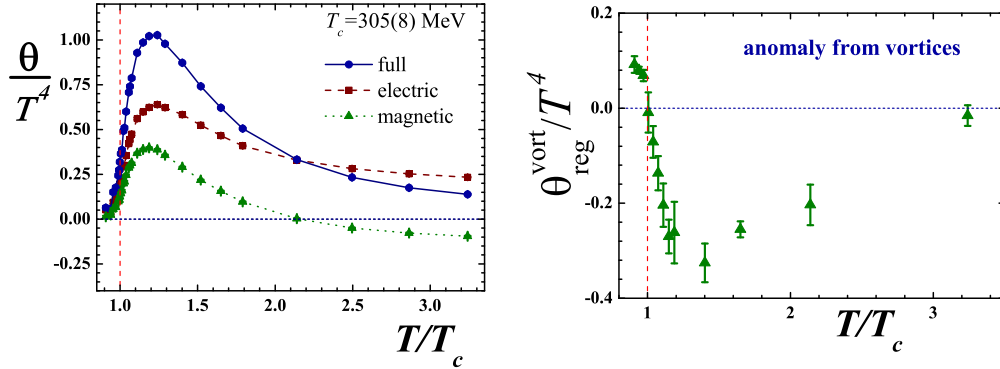 T_c=305(8) MeV
full
electric
magnetic
θ/T^4
1.00
0.75
0.50
0.25
0.00
-0.25
1.0 1.5 2.0 2.5 3.0
T/T_c
anomaly from vortices
θ_reg^vort/T^4
0.2
0.0
-0.2
-0.4
1 2 3
T/T_c